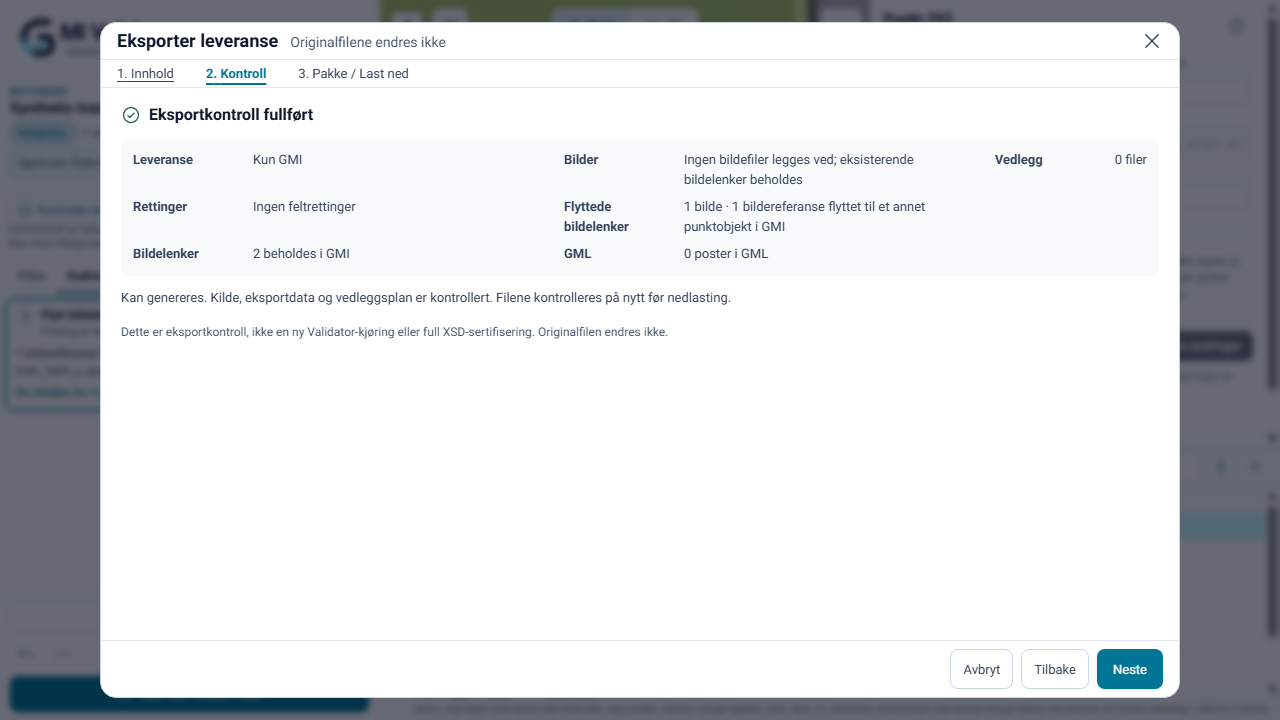 Eksporter leveranse Originalfilene endres ikke
1. Innhold 2. Kontroll 3. Pakke / Last ned
Eksportkontroll fullført
Leveranse Kun GMI Bilder Ingen bildefiler legges ved; eksisterende bildelenker beholdes Vedlegg 0 filer
Rettinger Ingen feltrettinger Flyttede bildelenker 1 bilde · 1 bildereferanse flyttet til et annet punktobjekt i GMI
Bildelenker 2 beholdes i GMI GML 0 poster i GML
Kan genereres. Kilde, eksportdata og vedleggsplan er kontrollert. Filene kontrolleres på nytt før nedlasting.
Dette er eksportkontroll, ikke en ny Validator-kjøring eller full XSD-sertifisering. Originalfilen endres ikke.
Avbryt Tilbake Neste